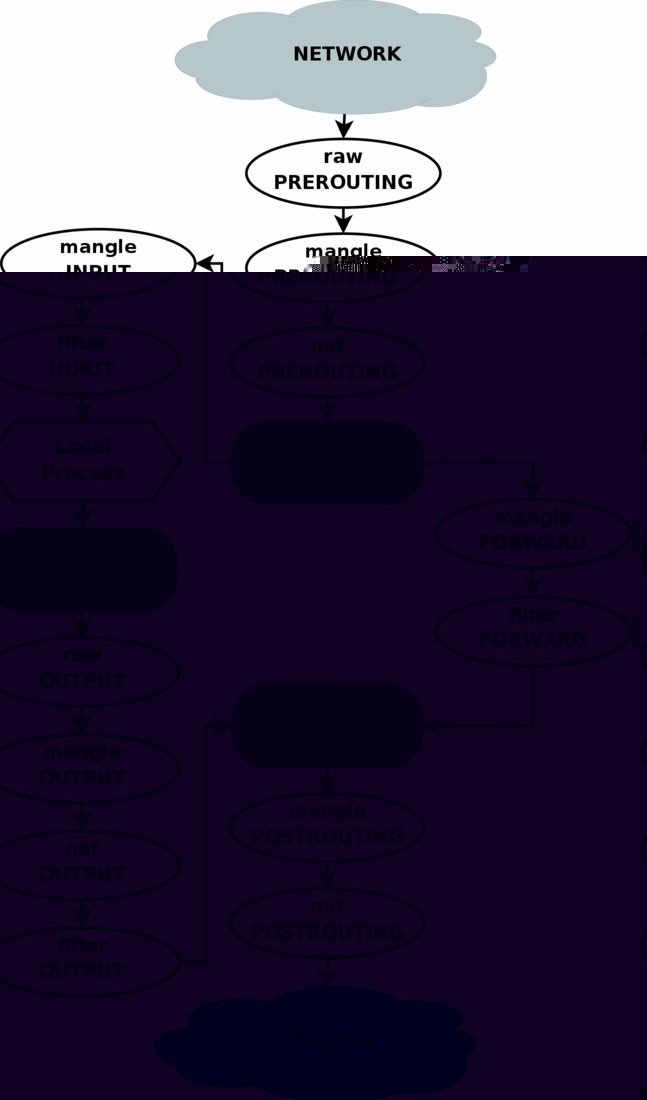 NETWORK
raw
PREROUTING
mangle
INPUT
mangle
PREROUTING
filter
INPUT
nat
PREROUTING
Local
Process
mangle
FORWARD
filter
FORWARD
raw
OUTPUT
mangle
OUTPUT
mangle
POSTROUTING
nat
OUTPUT
nat
POSTROUTING
filter
OUTPUT